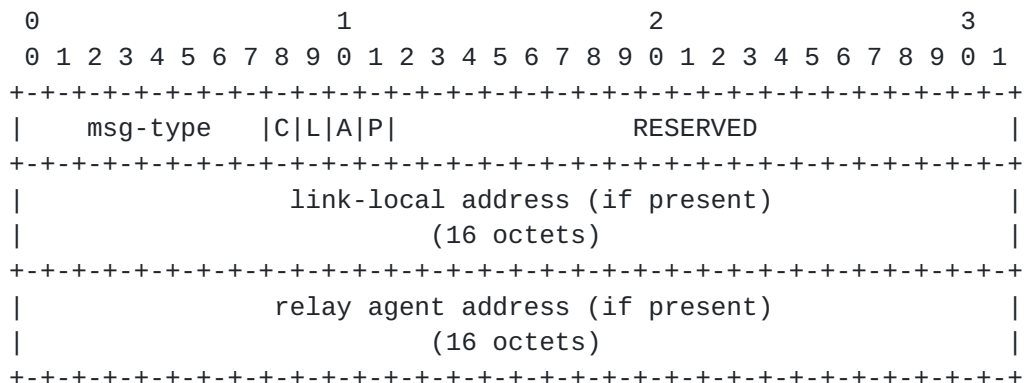 0                   1                   2                   3
0 1 2 3 4 5 6 7 8 9 0 1 2 3 4 5 6 7 8 9 0 1 2 3 4 5 6 7 8 9 0 1
+-+-+-+-+-+-+-+-+-+-+-+-+-+-+-+-+-+-+-+-+-+-+-+-+-+-+-+-+-+-+-+-+
|    msg-type   |C|L|A|P|               RESERVED                |
+-+-+-+-+-+-+-+-+-+-+-+-+-+-+-+-+-+-+-+-+-+-+-+-+-+-+-+-+-+-+-+-+
|                 link-local address (if present)               |
|                          (16 octets)                          |
+-+-+-+-+-+-+-+-+-+-+-+-+-+-+-+-+-+-+-+-+-+-+-+-+-+-+-+-+-+-+-+-+
|                relay agent address (if present)               |
|                          (16 octets)                          |
+-+-+-+-+-+-+-+-+-+-+-+-+-+-+-+-+-+-+-+-+-+-+-+-+-+-+-+-+-+-+-+-+